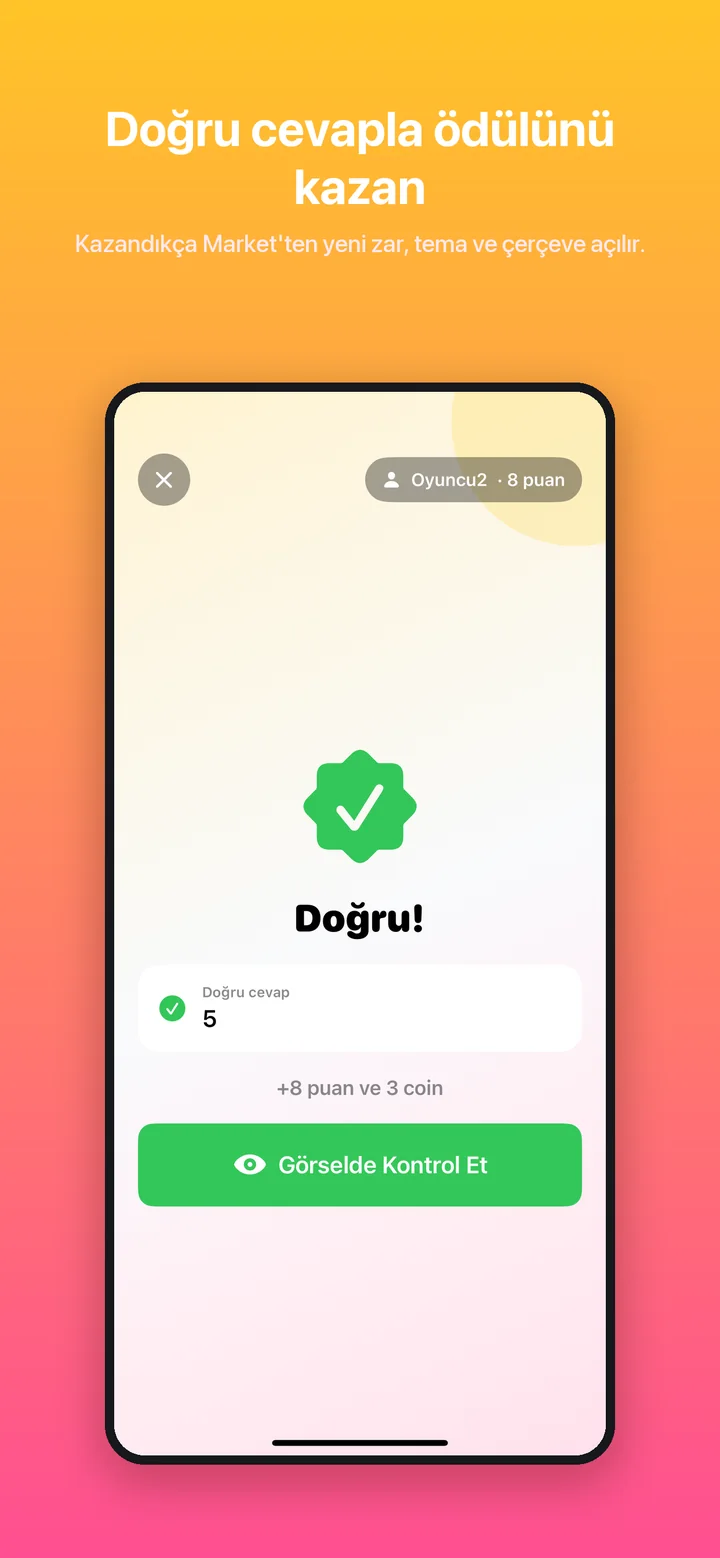 Doğru cevapla ödülünü
kazan
Kazandıkça Market'ten yeni zar, tema ve çerçeve açılır.
Oyuncu2 · 8 puan
Doğru!
Doğru cevap
5
+8 puan ve 3 coin
Görselde Kontrol Et